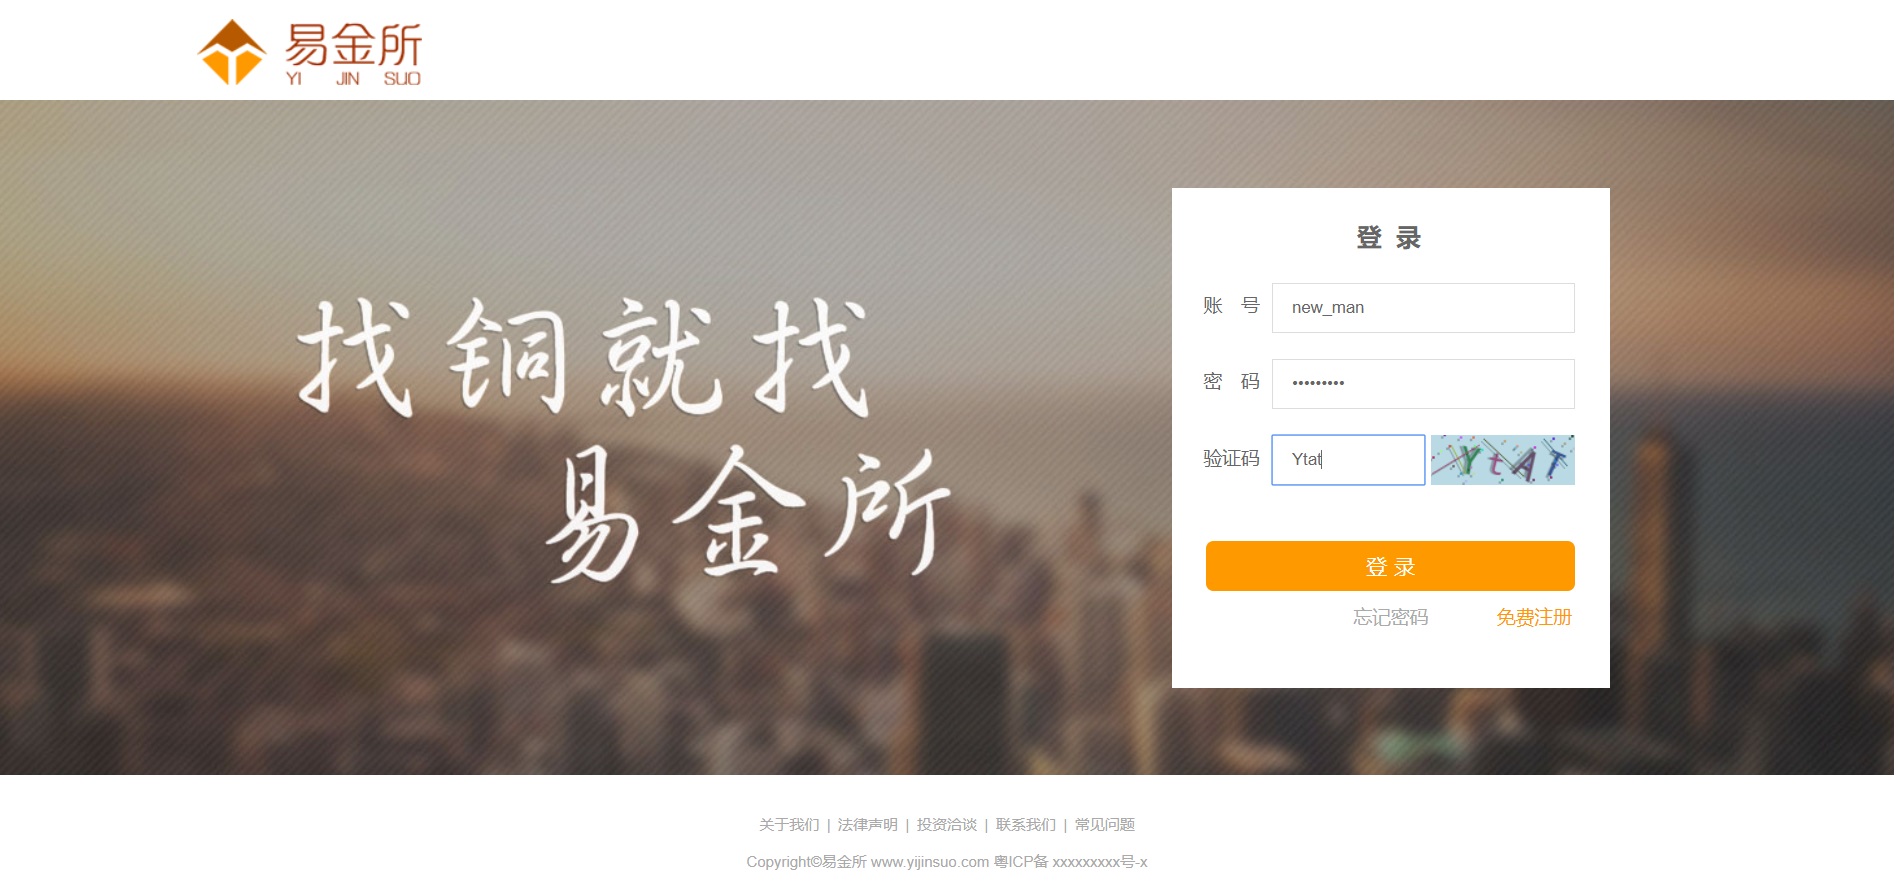 易金所
YI JIN SUO
找铜就找
易金所
登 录
账 号 new_man
密 码 •••••••••
验证码 Ytat YtAT
登 录
忘记密码 免费注册
关于我们 | 法律声明 | 投资洽谈 | 联系我们 | 常见问题
Copyright©易金所 www.yijinsuo.com 粤ICP备 xxxxxxxxx号-x